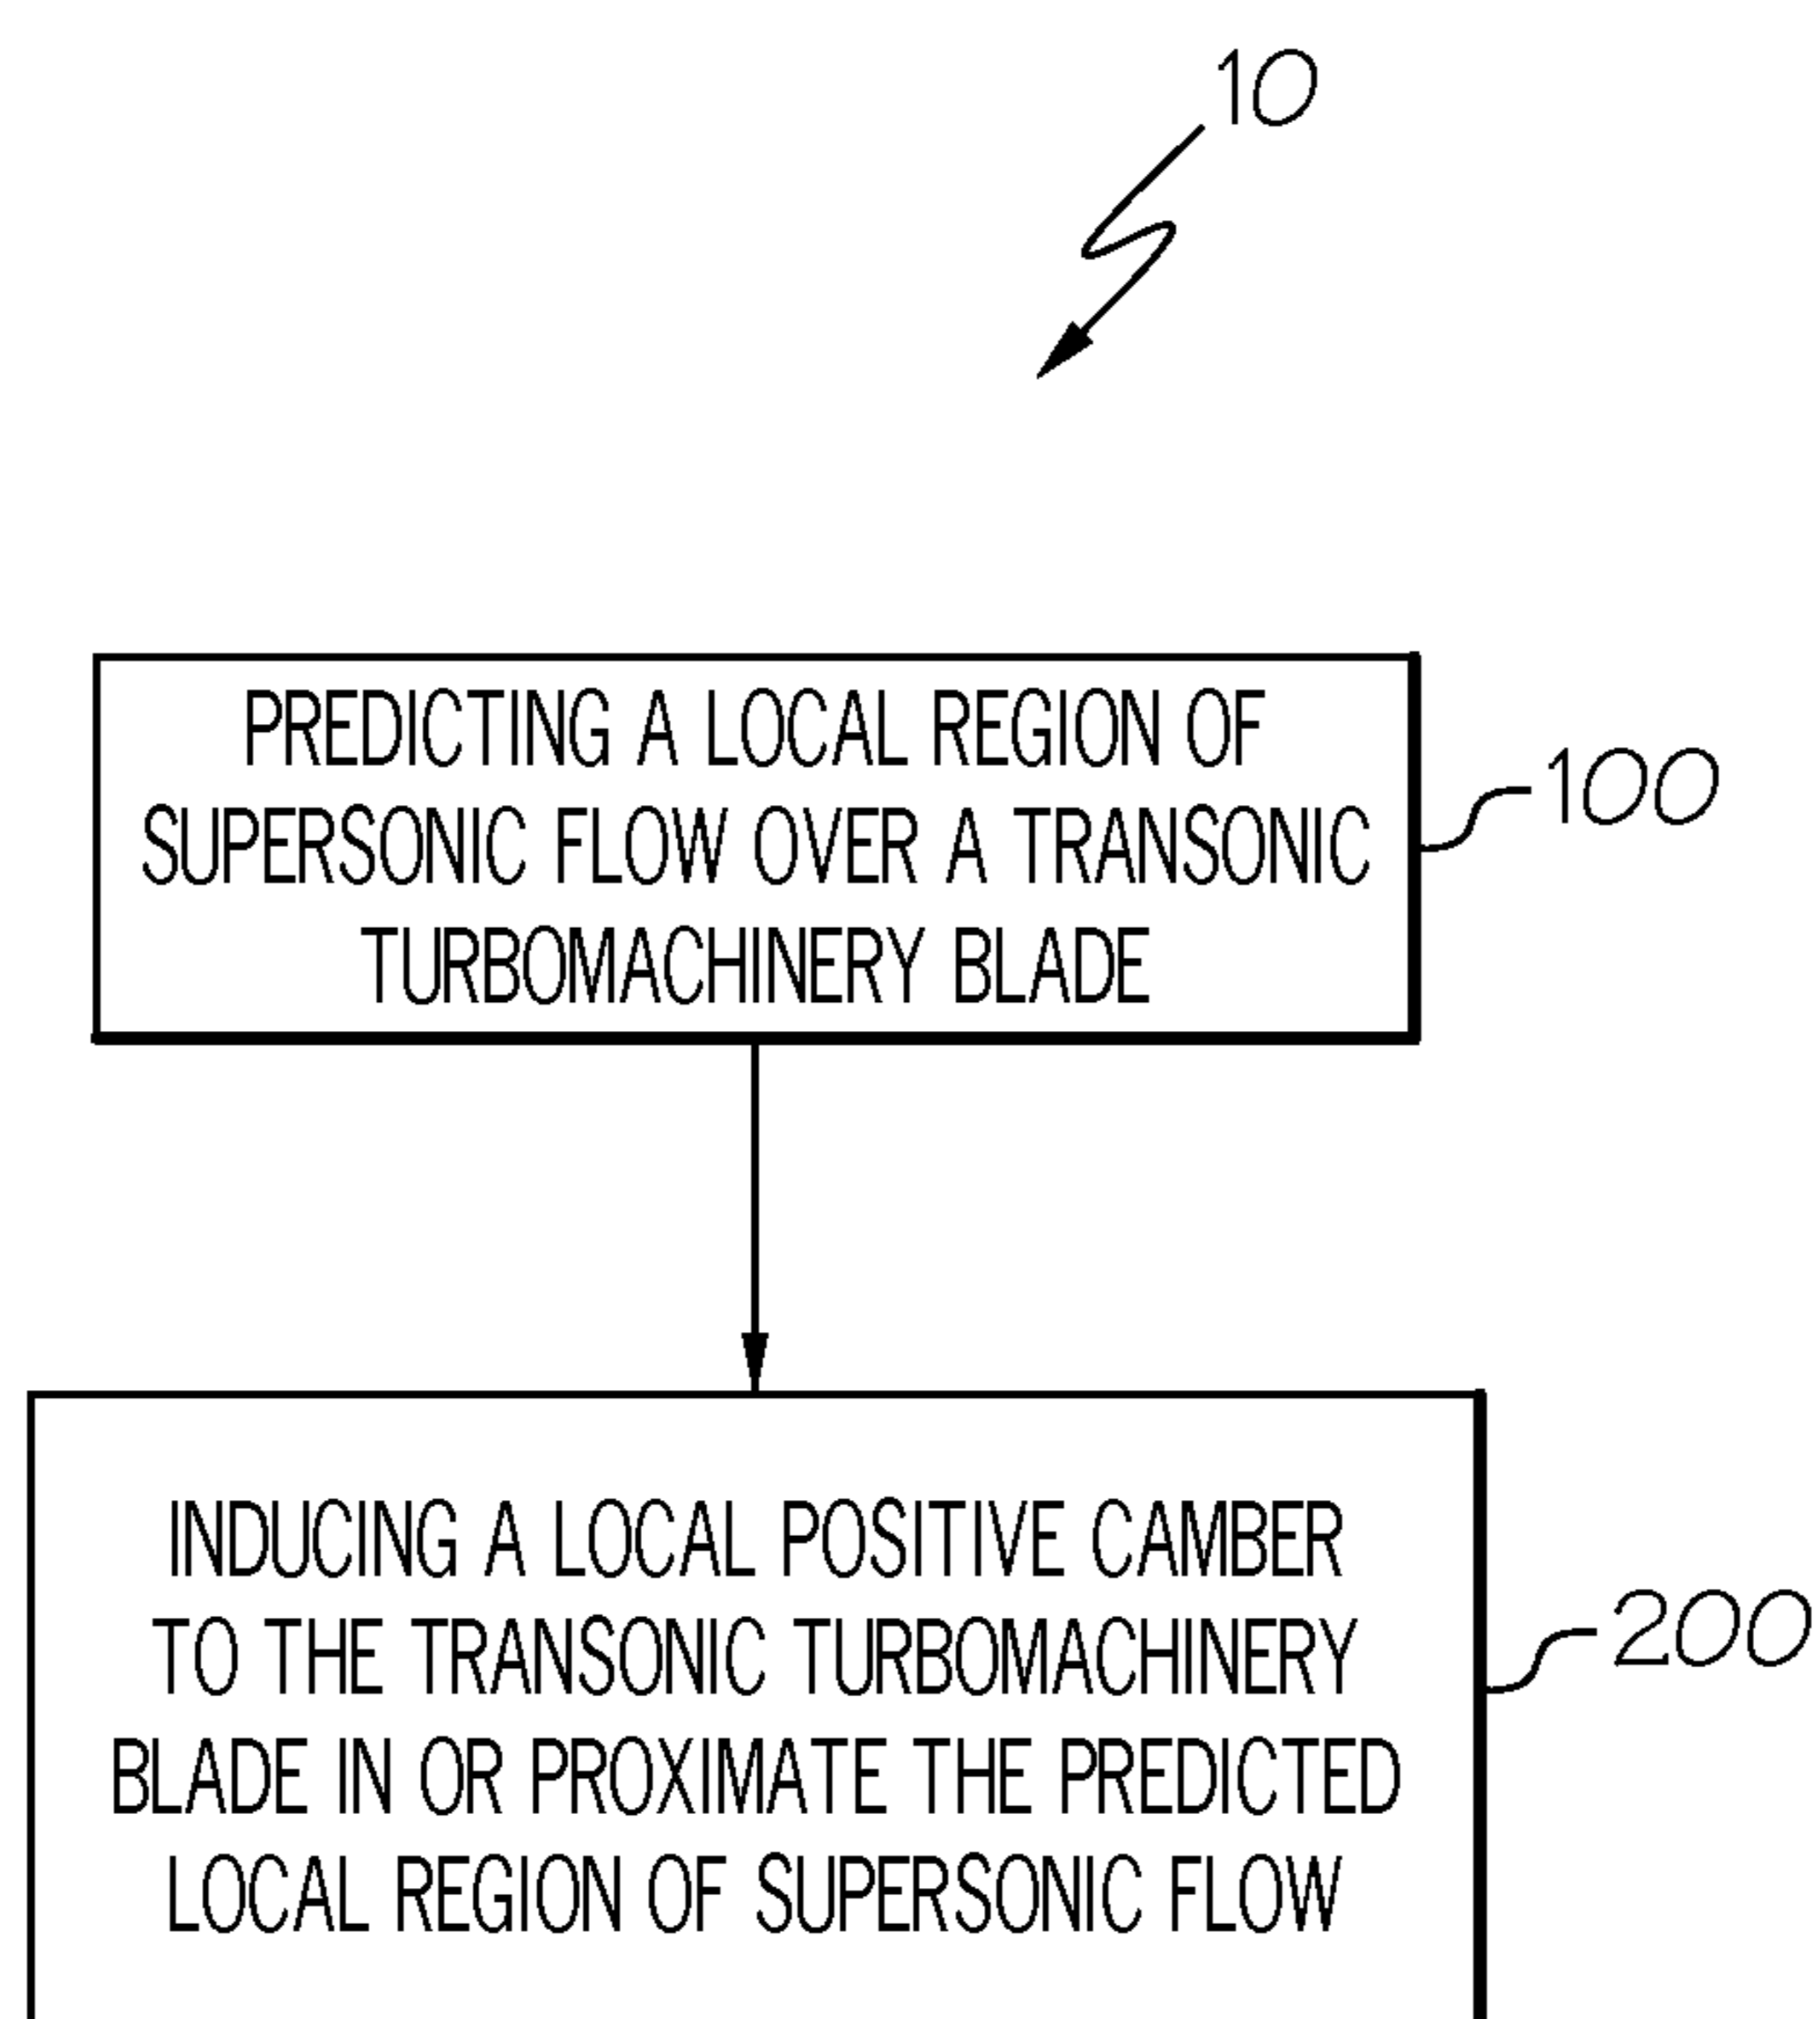 10
PREDICTING A LOCAL REGION OF
SUPERSONIC FLOW OVER A TRANSONIC
TURBOMACHINERY BLADE
100
INDUCING A LOCAL POSITIVE CAMBER
TO THE TRANSONIC TURBOMACHINERY
BLADE IN OR PROXIMATE THE PREDICTED
LOCAL REGION OF SUPERSONIC FLOW
200